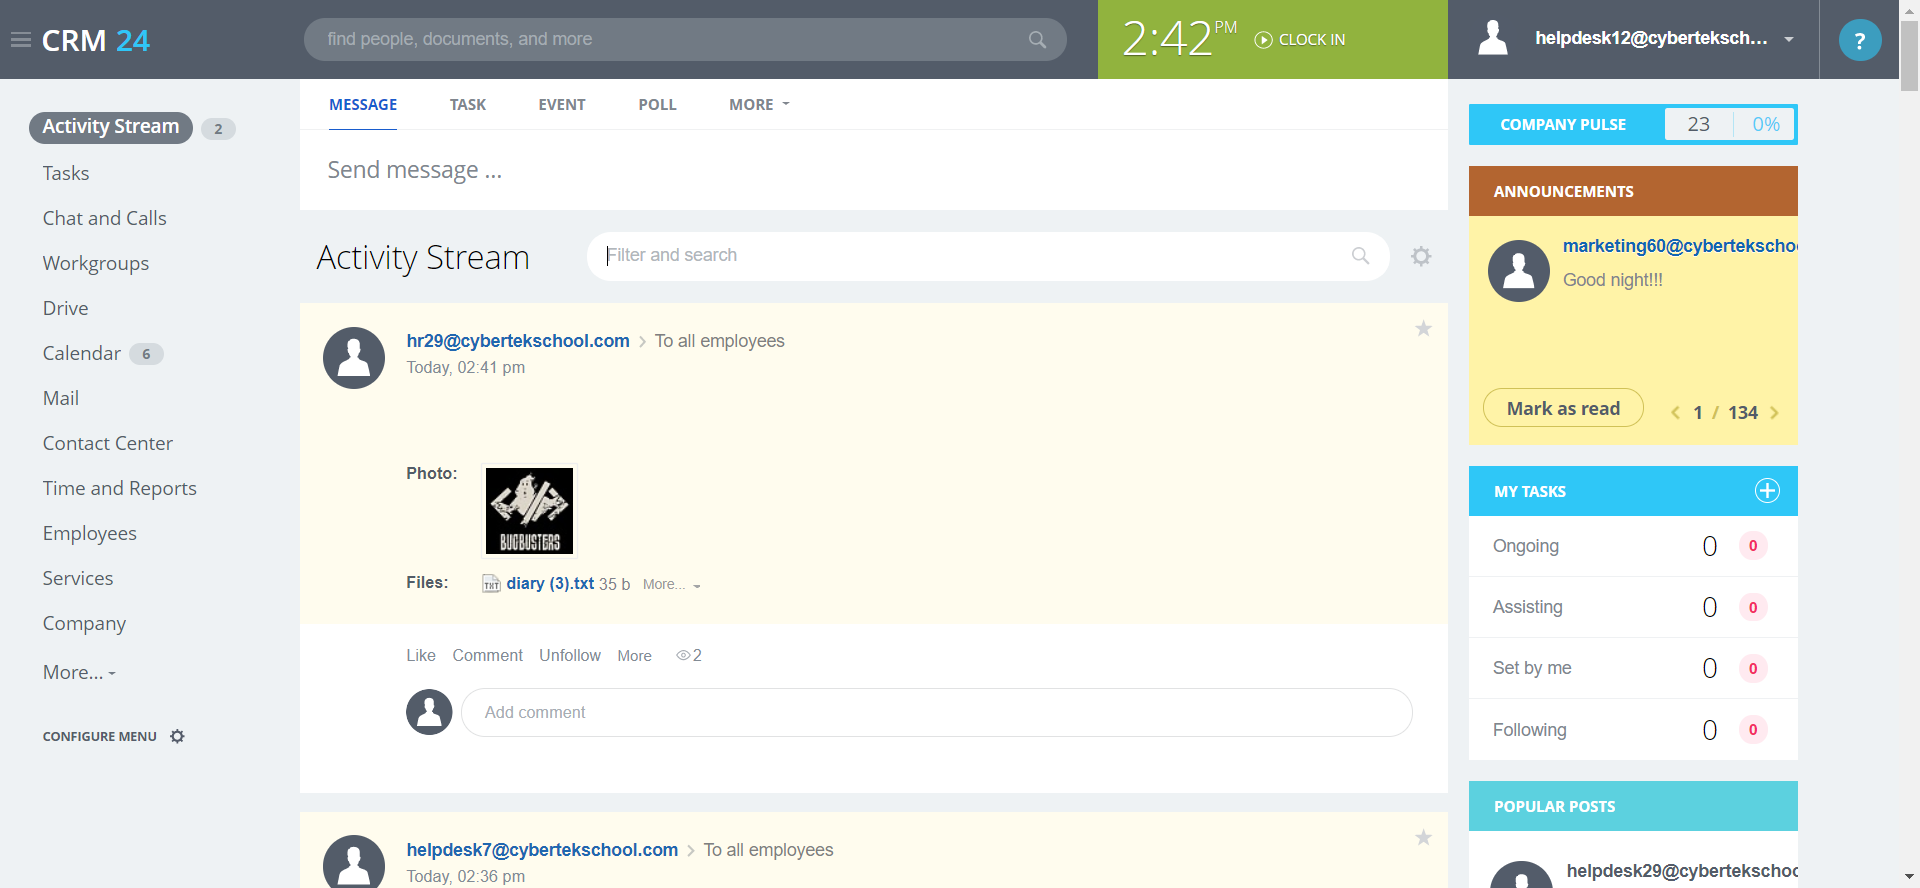 CRM 24
find people, documents, and more
2:42 PM
CLOCK IN
helpdesk12@cyberteksch...
?
Activity Stream 2
Tasks
Chat and Calls
Workgroups
Drive
Calendar 6
Mail
Contact Center
Time and Reports
Employees
Services
Company
More...
CONFIGURE MENU
MESSAGE TASK EVENT POLL MORE
Send message ...
Activity Stream
Filter and search
hr29@cybertekschool.com > To all employees
Today, 02:41 pm
Photo:
BUGBUSTERS
Files: TXT diary (3).txt 35 b More...
Like Comment Unfollow More 2
Add comment
helpdesk7@cybertekschool.com > To all employees
Today, 02:36 pm
COMPANY PULSE 23 0%
ANNOUNCEMENTS
marketing60@cybertekscho
Good night!!!
Mark as read
1 / 134
MY TASKS
Ongoing 0 0
Assisting 0 0
Set by me 0 0
Following 0 0
POPULAR POSTS
helpdesk29@cybertekschoo